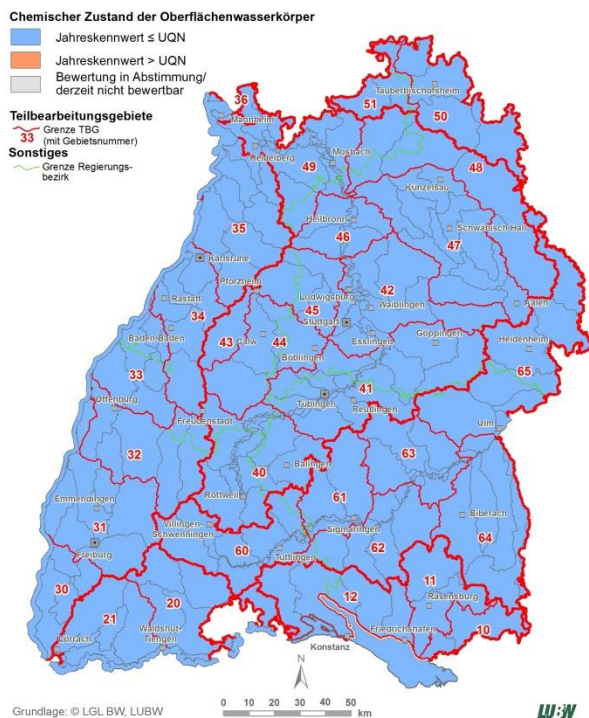 Chemischer Zustand der Oberflächenwasserkörper
Jahreskennwert ≤ UQN
Jahreskennwert > UQN
Bewertung in Abstimmung/
derzeit nicht bewertbar
Teilbearbeitungsgebiete
33 Grenze TBG
(mit Gebietsnummer)
Sonstiges
Grenze Regierungs-
bezirk
36
Mannheim
51
Tauberbischofsheim
50
Heidelberg
49
Mosbach
48
Künzelsau
35
Heilbronn
46
Schwäbisch Hall
47
Karlsruhe
Pforzheim
Ludwigsburg
42
Waiblingen
Rastatt
34
45
Stuttgart
Aalen
Baden-Baden
43
Calw
44
Esslingen
Göppingen
Heidenheim
Böblingen
33
65
41
Offenburg
Tübingen
Reutlingen
Freudenstadt
Ulm
32
40
Balingen
63
Emmendingen
Rottweil
61
Biberach
31
Villingen-
Schwenningen
Sigmaringen
64
Freiburg
60
Tuttlingen
62
30
20
12
11
21
Ravensburg
Lörrach
Waldshut-
Tiengen
Friedrichshafen
10
Konstanz
N
Grundlage: © LGL BW, LUBW
0 10 20 30 40 50
km
LUBW